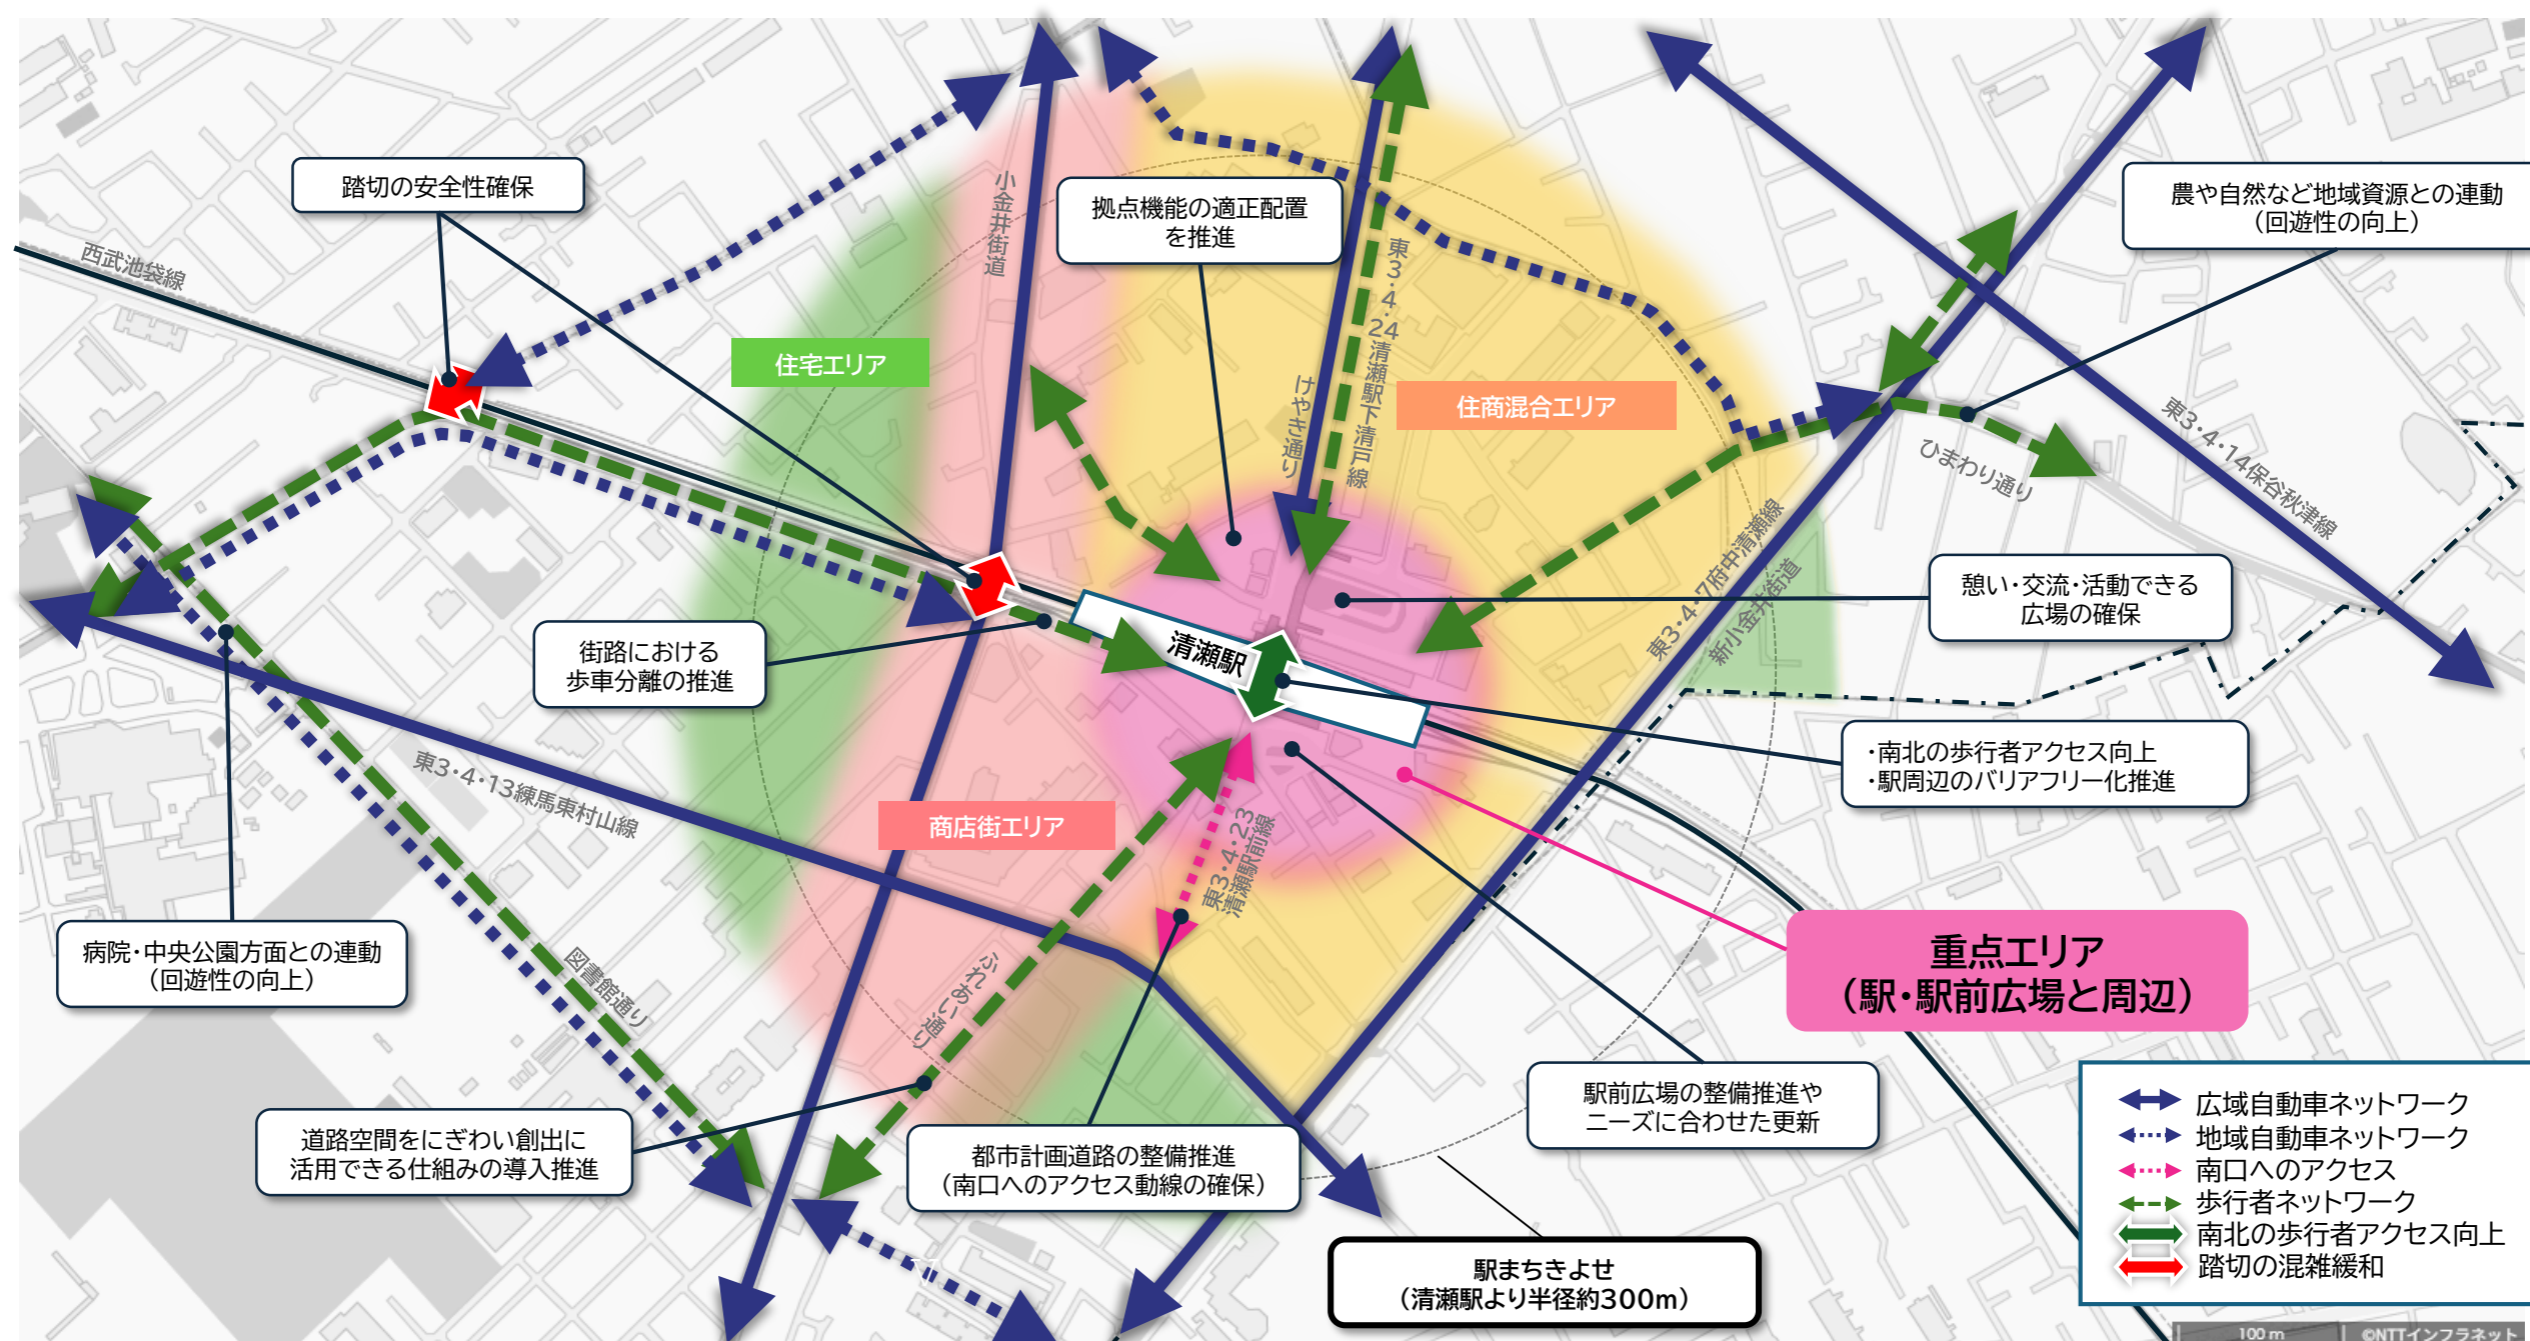 踏切の安全性確保
西武池袋線
小金井街道
拠点機能の適正配置
を推進
農や自然など地域資源との連動
（回遊性の向上）
住宅エリア
東3・4・24清瀬駅下清戸線
けやき通り
住商混合エリア
東3・4・14保谷秋津線
ひまわり通り
東3・4・7府中清瀬線
新小金井街道
憩い・交流・活動できる
広場の確保
街路における
歩車分離の推進
清瀬駅
・南北の歩行者アクセス向上
・駅周辺のバリアフリー化推進
東3・4・13練馬東村山線
商店街エリア
東3・4・23
清瀬駅前線
病院・中央公園方面との連動
（回遊性の向上）
図書館通り
ふれあい通り
重点エリア
（駅・駅前広場と周辺）
駅前広場の整備推進や
ニーズに合わせた更新
道路空間をにぎわい創出に
活用できる仕組みの導入推進
都市計画道路の整備推進
（南口へのアクセス動線の確保）
駅まちきよせ
（清瀬駅より半径約300m）
広域自動車ネットワーク
地域自動車ネットワーク
南口へのアクセス
歩行者ネットワーク
南北の歩行者アクセス向上
踏切の混雑緩和
100 m
©NTTインフラネット